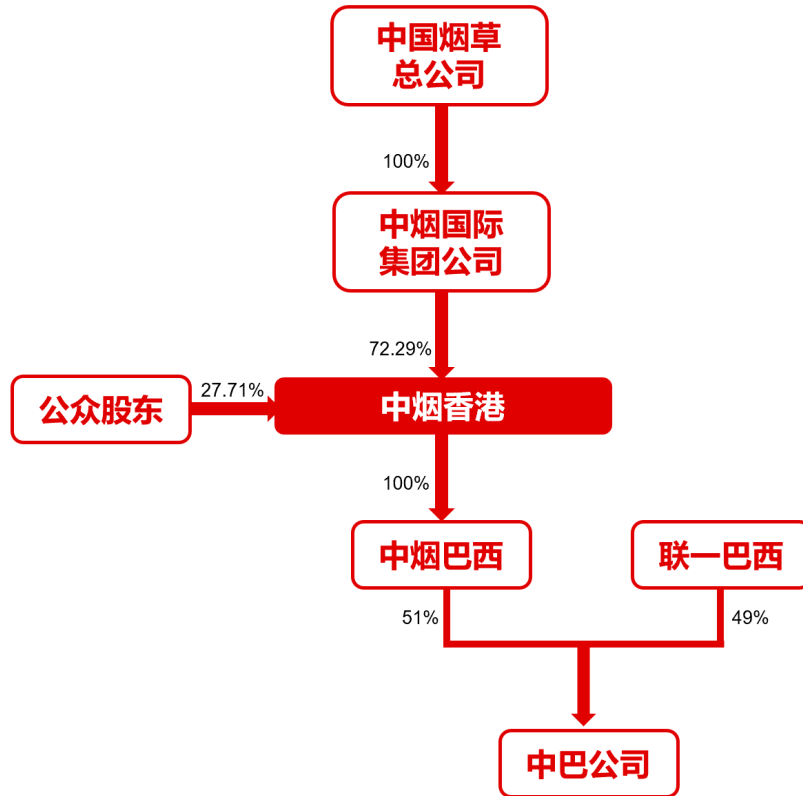 中国烟草
总公司
100%
中烟国际
集团公司
72.29%
公众股东
27.71%
中烟香港
100%
中烟巴西
联一巴西
51%
49%
中巴公司